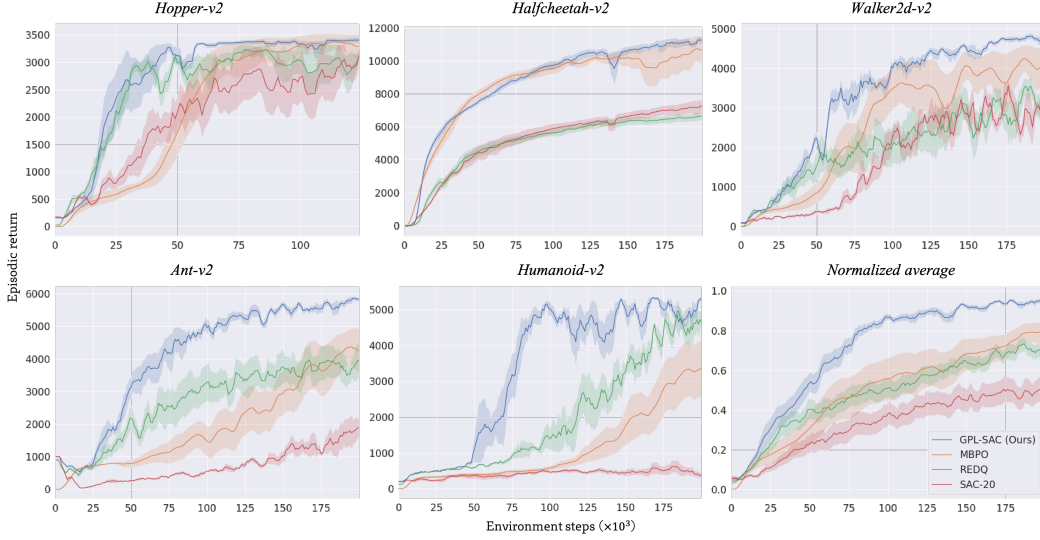 Hopper-v2
Halfcheetah-v2
Walker2d-v2
3500
3000
2500
2000
1500
1000
500
0
0 25 50 75 100
12000
10000
8000
6000
4000
2000
0
0 25 50 75 100 125 150 175
5000
4000
3000
2000
1000
0
0 25 50 75 100 125 150 175
Episodic return
Ant-v2
Humanoid-v2
Normalized average
6000
5000
4000
3000
2000
1000
0
0 25 50 75 100 125 150 175
5000
4000
3000
2000
1000
0
0 25 50 75 100 125 150 175
1.0
0.8
0.6
0.4
0.2
0.0
0 25 50 75 100 125 150 175
GPL-SAC (Ours)
MBPO
REDQ
SAC-20
Environment steps (×10³)